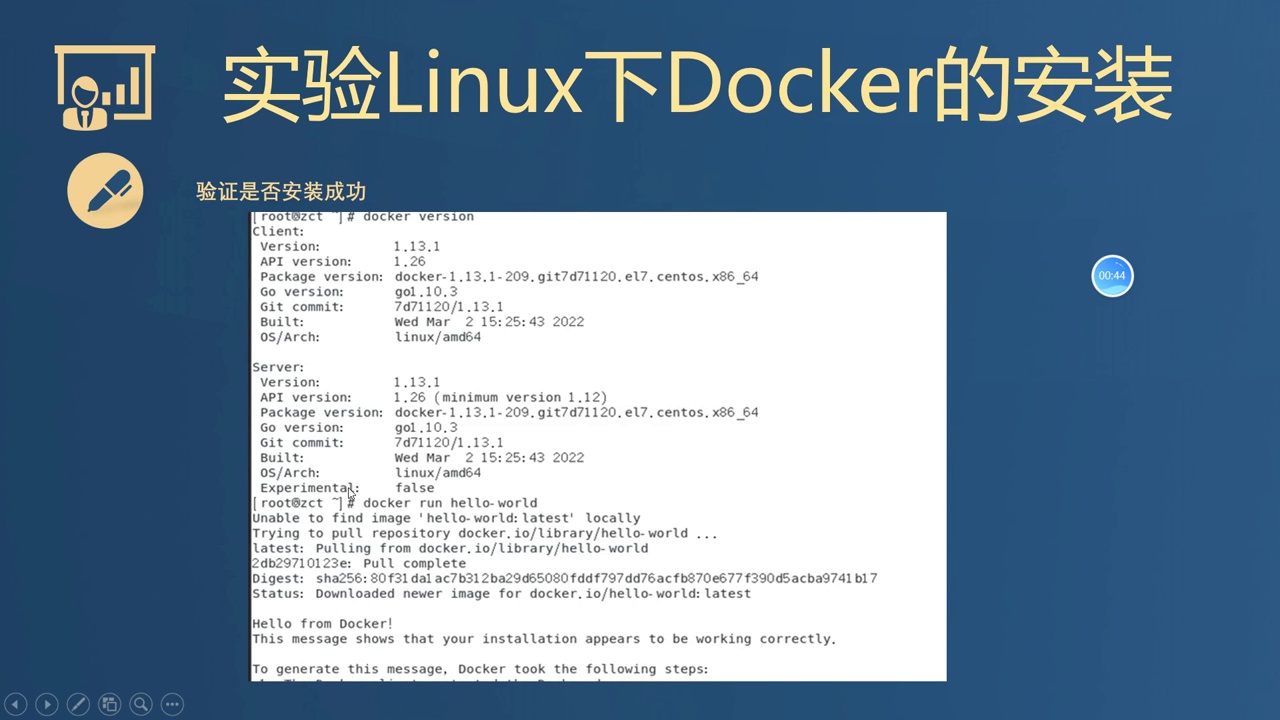 实验Linux下Docker的安装
验证是否安装成功
[root@zct ~]# docker version
Client:
Version: 1.13.1
API version: 1.26
Package version: docker-1.13.1-209.git7d71120.el7.centos.x86_64
Go version: go1.10.3
Git commit: 7d71120/1.13.1
Built: Wed Mar 2 15:25:43 2022
OS/Arch: linux/amd64
Server:
Version: 1.13.1
API version: 1.26 (minimum version 1.12)
Package version: docker-1.13.1-209.git7d71120.el7.centos.x86_64
Go version: go1.10.3
Git commit: 7d71120/1.13.1
Built: Wed Mar 2 15:25:43 2022
OS/Arch: linux/amd64
Experimental: false
[root@zct ~]# docker run hello-world
Unable to find image 'hello-world:latest' locally
Trying to pull repository docker.io/library/hello-world ...
latest: Pulling from docker.io/library/hello-world
2db29710123e: Pull complete
Digest: sha256:80f31da1ac7b312ba29d65080fddf797dd76acfb870e677f390d5acba9741b17
Status: Downloaded newer image for docker.io/hello-world:latest
Hello from Docker!
This message shows that your installation appears to be working correctly.
To generate this message, Docker took the following steps:
00:44